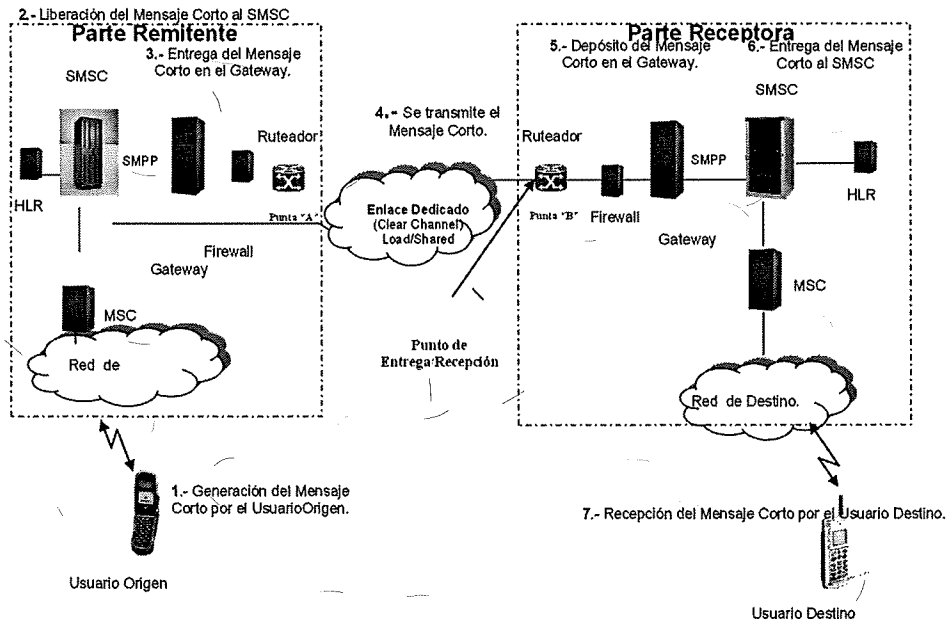 2.- Liberación del Mensaje Corto al SMSC
Parte Remitente
3.- Entrega del Mensaje
Corto en el Gateway.
SMSC
SMPP
Ruteador
HLR
Punta "A"
Firewall
Gateway
MSC
Red de
1.- Generación del Mensaje
Corto por el UsuarioOrigen.
Usuario Origen
4.- Se transmite el
Mensaje Corto.
Enlace Dedicado
(Clear Channel)
Load/Shared
Punto de
Entrega/Recepción
Parte Receptora
5.- Depósito del Mensaje
Corto en el Gateway.
6.- Entrega del Mensaje
Corto al SMSC
SMSC
Ruteador
SMPP
HLR
Punta "B"
Firewall
Gateway
MSC
Red de Destino.
7.- Recepción del Mensaje Corto por el Usuario Destino.
Usuario Destino